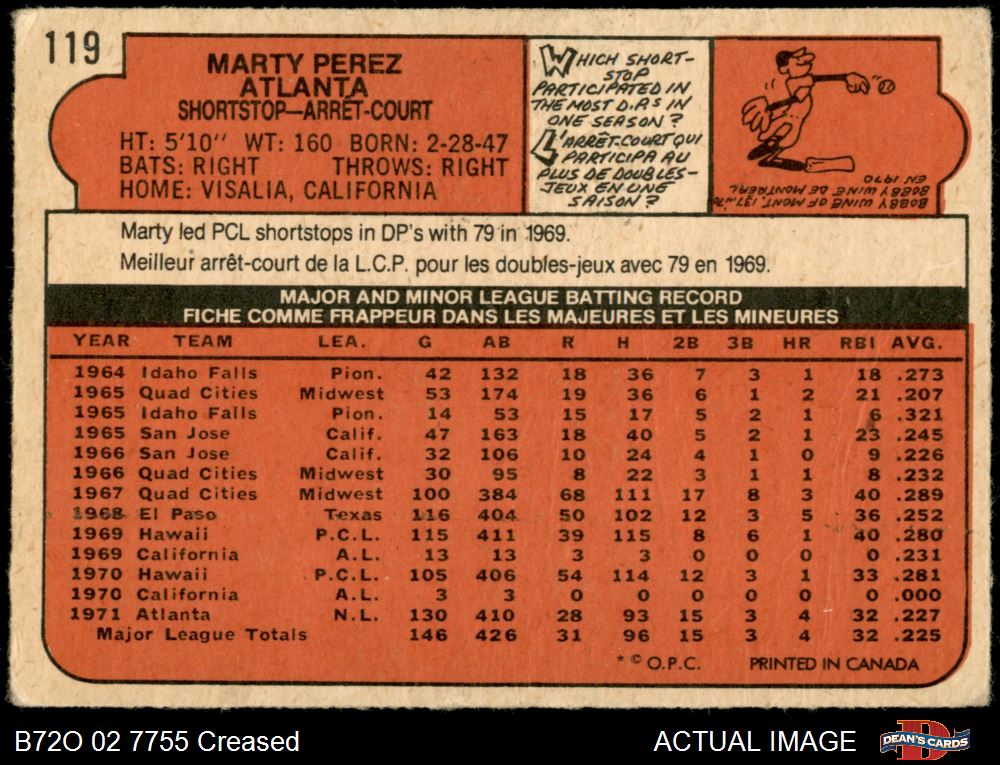 119
MARTY PEREZ
ATLANTA
SHORTSTOP—ARRÊT-COURT
HT: 5'10" WT: 160 BORN: 2-28-47
BATS: RIGHT THROWS: RIGHT
HOME: VISALIA, CALIFORNIA
WHICH SHORT-
STOP
PARTICIPATED IN
THE MOST D.P.s IN
ONE SEASON?
L'ARRÊT-COURT QUI
PARTICIPA AU
PLUS DE DOUBLES-
JEUX EN UNE
SAISON?
BOBBY WINE OF MONT. 137,
BOBBY WINE DE MONTRÉAL
EN 1970
Marty led PCL shortstops in DP's with 79 in 1969.
Meilleur arrêt-court de la L.C.P. pour les doubles-jeux avec 79 en 1969.
MAJOR AND MINOR LEAGUE BATTING RECORD
FICHE COMME FRAPPEUR DANS LES MAJEURES ET LES MINEURES
YEAR TEAM LEA. G AB R H 2B 3B HR RBI AVG.
1964 Idaho Falls Pion. 42 132 18 36 7 3 1 18 .273
1965 Quad Cities Midwest 53 174 19 36 6 1 2 21 .207
1965 Idaho Falls Pion. 14 53 15 17 5 2 1 6 .321
1965 San Jose Calif. 47 163 18 40 5 2 1 23 .245
1966 San Jose Calif. 32 106 10 24 4 1 0 9 .226
1966 Quad Cities Midwest 30 95 8 22 3 1 1 8 .232
1967 Quad Cities Midwest 100 384 68 111 17 8 3 40 .289
1968 El Paso Texas 116 404 50 102 12 3 5 36 .252
1969 Hawaii P.C.L. 115 411 39 115 8 6 1 40 .280
1969 California A.L. 13 13 3 3 0 0 0 0 .231
1970 Hawaii P.C.L. 105 406 54 114 12 3 1 33 .281
1970 California A.L. 3 3 0 0 0 0 0 0 .000
1971 Atlanta N.L. 130 410 28 93 15 3 4 32 .227
Major League Totals 146 426 31 96 15 3 4 32 .225
* © O.P.C. PRINTED IN CANADA
B72O 02 7755 Creased
ACTUAL IMAGE
D
DEAN'S CARDS